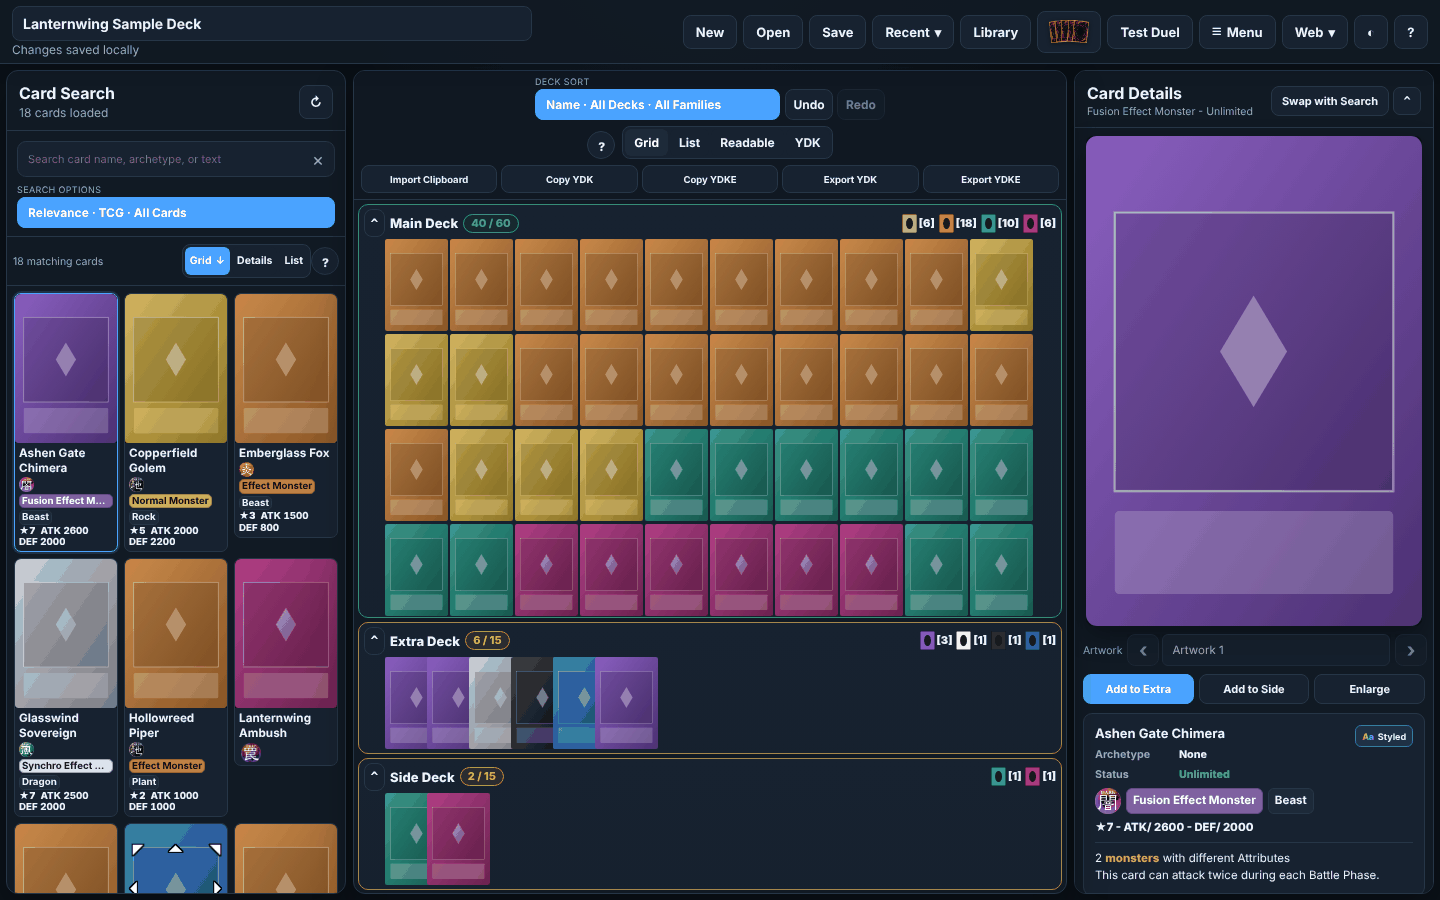 Lanternwing Sample Deck
Changes saved locally
New
Open
Save
Recent ▾
Library
Test Duel
≡ Menu
Web ▾
?
Card Search
18 cards loaded
Search card name, archetype, or text
SEARCH OPTIONS
Relevance · TCG · All Cards
18 matching cards
Grid ↓
Details
List
?
Ashen Gate Chimera
Fusion Effect M...
Beast
★7 ATK 2600
DEF 2000
Copperfield Golem
地
Normal Monster
Rock
★5 ATK 2000
DEF 2200
Emberglass Fox
炎
Effect Monster
Beast
★3 ATK 1500
DEF 800
Glasswind Sovereign
風
Synchro Effect ...
Dragon
★7 ATK 2500
DEF 2000
Hollowreed Piper
地
Effect Monster
Plant
★2 ATK 1000
DEF 1000
Lanternwing Ambush
罠
DECK SORT
Name · All Decks · All Families
Undo
Redo
?
Grid
List
Readable
YDK
Import Clipboard
Copy YDK
Copy YDKE
Export YDK
Export YDKE
Main Deck
40 / 60
[6]
[18]
[10]
[6]
Extra Deck
6 / 15
[3]
[1]
[1]
[1]
Side Deck
2 / 15
[1]
[1]
Card Details
Fusion Effect Monster - Unlimited
Swap with Search
Artwork
Artwork 1
Add to Extra
Add to Side
Enlarge
Ashen Gate Chimera
Aa Styled
Archetype None
Status Unlimited
闇
Fusion Effect Monster
Beast
★7 - ATK/ 2600 - DEF/ 2000
2 monsters with different Attributes
This card can attack twice during each Battle Phase.